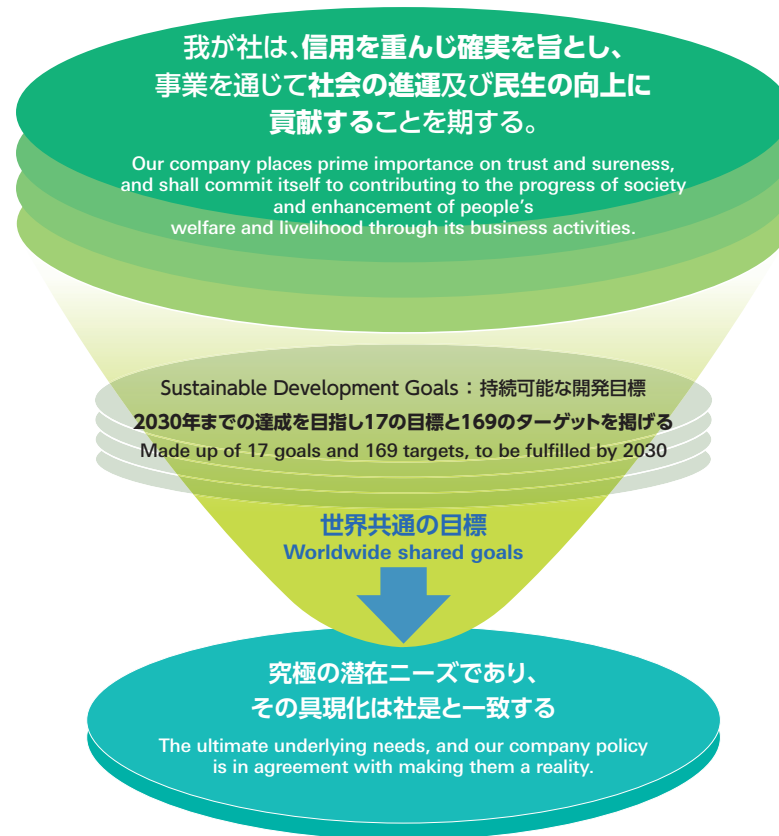 我が社は、信用を重んじ確実を旨とし、
事業を通じて社会の進運及び民生の向上に
貢献することを期する。
Our company places prime importance on trust and sureness,
and shall commit itself to contributing to the progress of society
and enhancement of people's
welfare and livelihood through its business activities.
Sustainable Development Goals：持続可能な開発目標
2030年までの達成を目指し17の目標と169のターゲットを掲げる
Made up of 17 goals and 169 targets, to be fulfilled by 2030
世界共通の目標
Worldwide shared goals
究極の潜在ニーズであり、
その具現化は社是と一致する
The ultimate underlying needs, and our company policy
is in agreement with making them a reality.